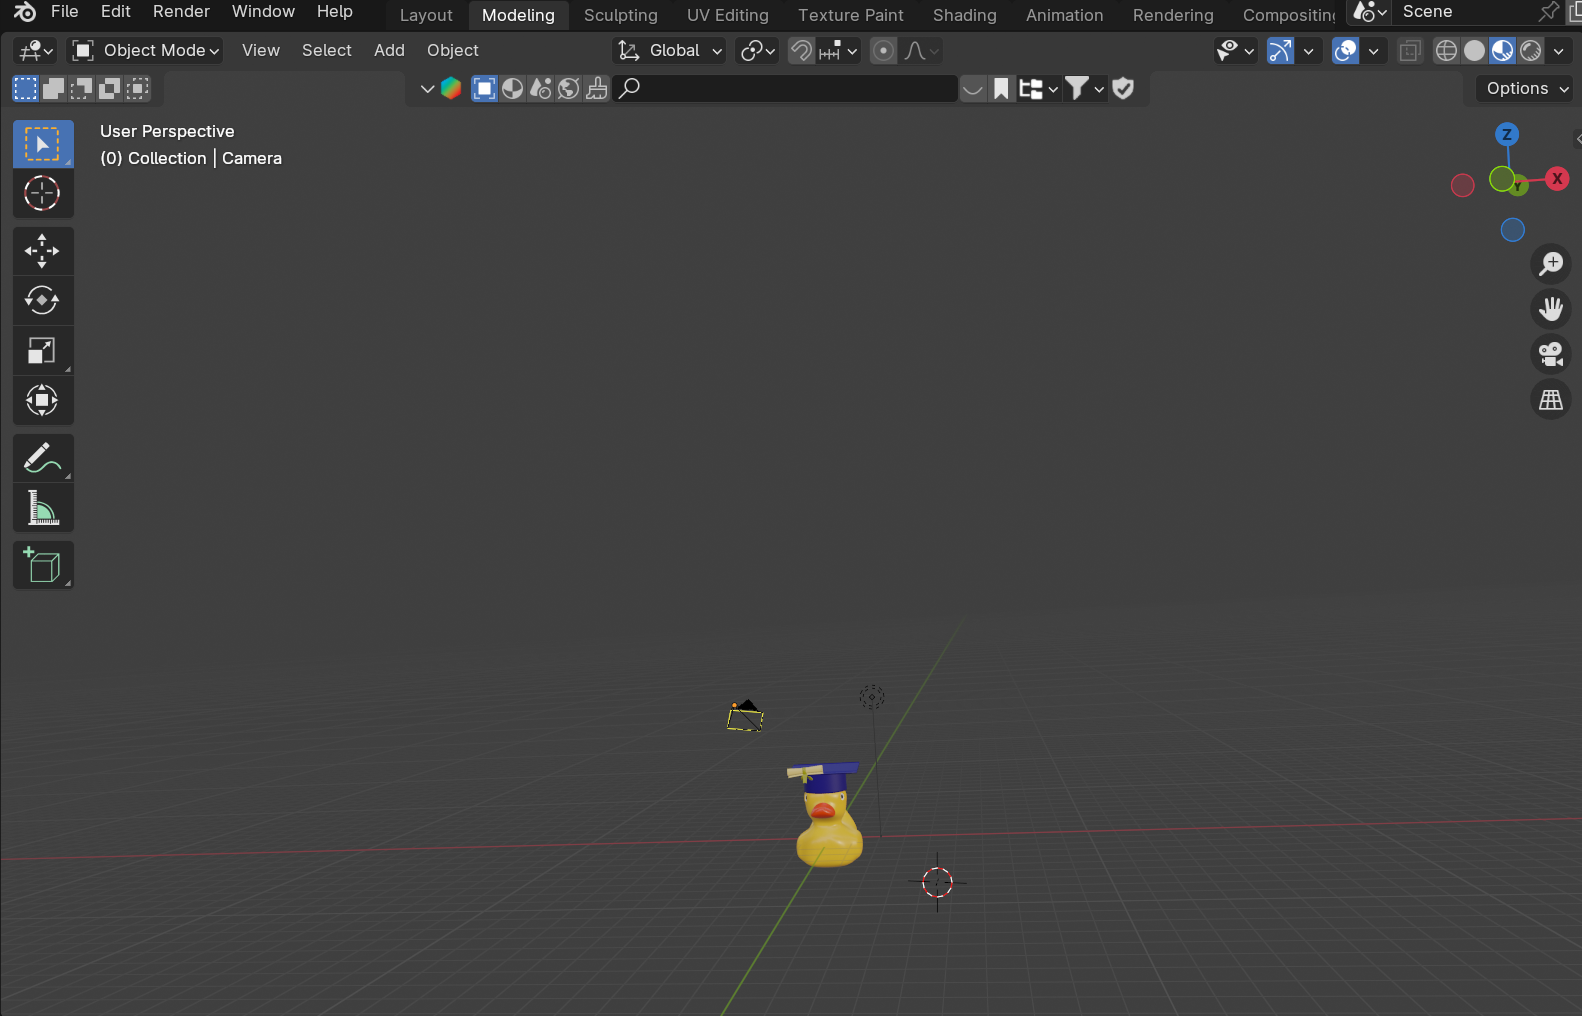 File Edit Render Window Help Layout Modeling Sculpting UV Editing Texture Paint Shading Animation Rendering Compositing Scene
Object Mode View Select Add Object Global
Options
User Perspective
(0) Collection | Camera
Z
X
Y